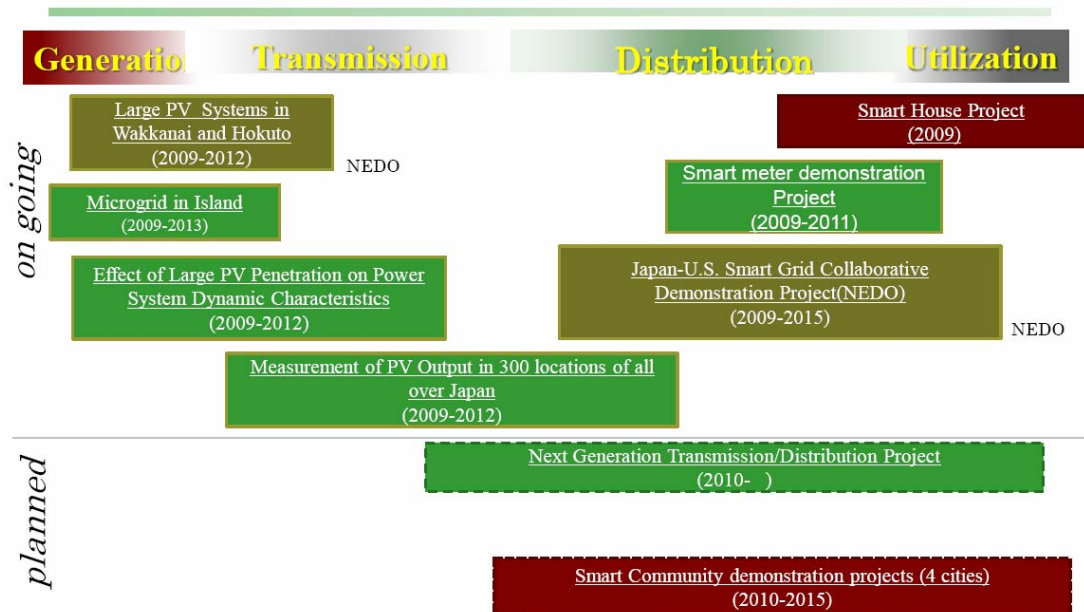 Generation Transmission Distribution Utilization
on going
Large PV Systems in
Wakkanai and Hokuto
(2009-2012)
NEDO
Smart House Project
(2009)
Microgrid in Island
(2009-2013)
Smart meter demonstration
Project
(2009-2011)
Effect of Large PV Penetration on Power
System Dynamic Characteristics
(2009-2012)
Japan-U.S. Smart Grid Collaborative
Demonstration Project(NEDO)
(2009-2015)
NEDO
Measurement of PV Output in 300 locations of all
over Japan
(2009-2012)
planned
Next Generation Transmission/Distribution Project
(2010- )
Smart Community demonstration projects (4 cities)
(2010-2015)